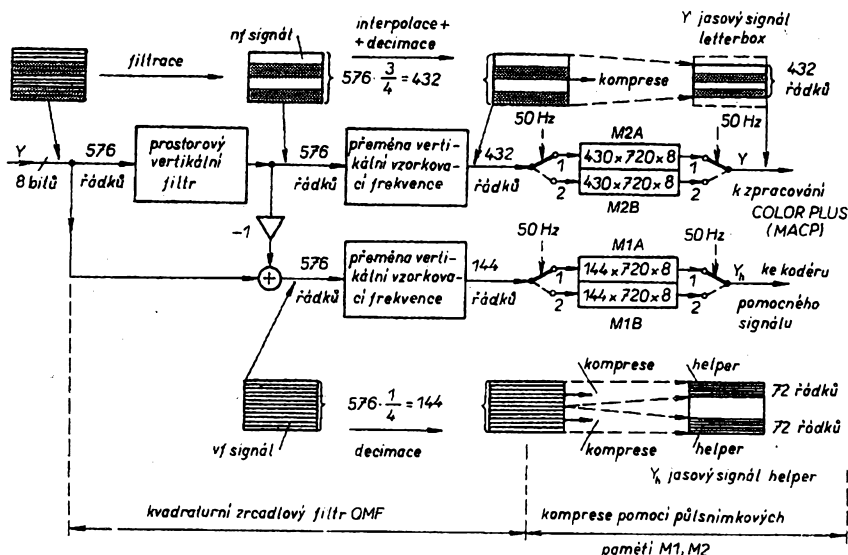 nf signál
interpolace +
+ decimace
Y jasový signál
letterbox
filtrace
576 · 3/4 = 432
komprese
432
řádků
50 Hz
50 Hz
Y
8 bitů
576
řádků
prostorový
vertikální
filtr
576
řádků
přeměna verti-
kální vzorkova-
cí frekvence
432
řádků
M2A
1
430×720×8
1
2
430×720×8
2
M2B
Y
k zpracování
COLOR PLUS
(MACP)
-1
+
576
řádků
přeměna verti-
kální vzorkova-
cí frekvence
144
řádků
50 Hz
M1A
50 Hz
1
144×720×8
1
2
144×720×8
2
M1B
Yh
ke kodéru
pomocného
signálu
vf signál
576 · 1/4 = 144
decimace
komprese
komprese
helper
72 řádků
72 řádků
helper
Yh jasový signál helper
kvadraturní zrcadlový filtr QMF
komprese pomocí půlsnímkových
pamětí M1, M2